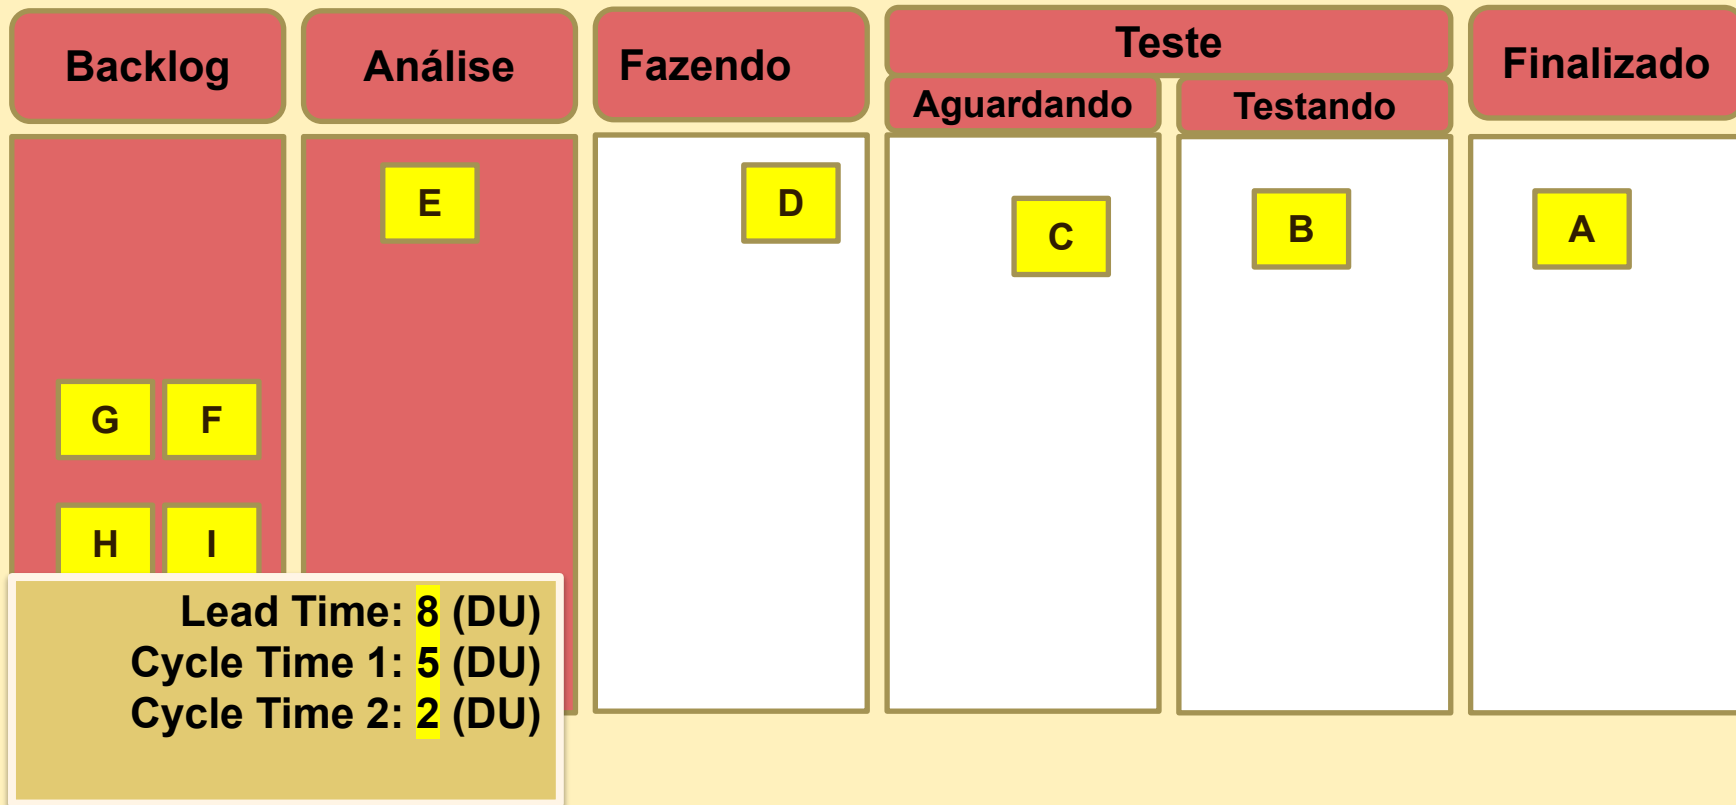 Backlog
Análise
Fazendo
Teste
Aguardando
Testando
Finalizado
E
D
C
B
A
G F
H I
Lead Time: 8 (DU)
Cycle Time 1: 5 (DU)
Cycle Time 2: 2 (DU)